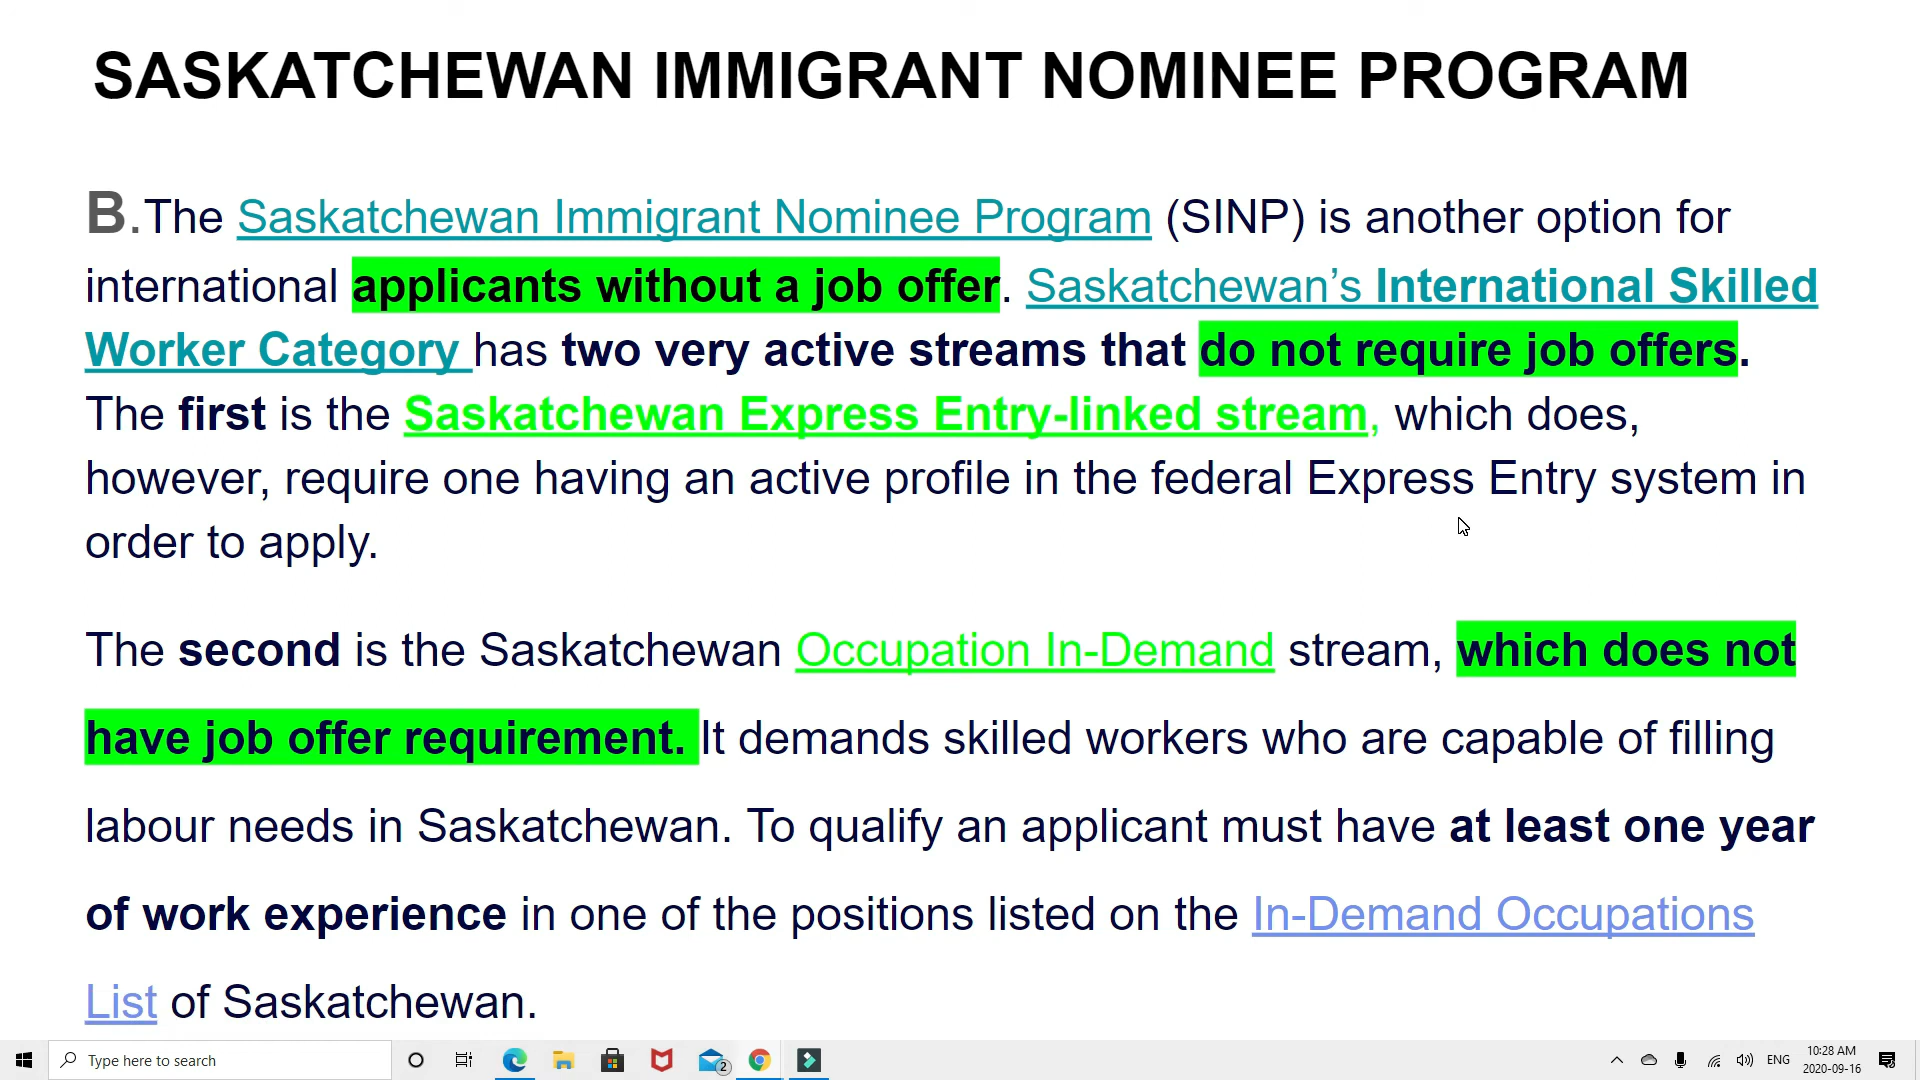 SASKATCHEWAN IMMIGRANT NOMINEE PROGRAM
B.The Saskatchewan Immigrant Nominee Program (SINP) is another option for
international applicants without a job offer. Saskatchewan’s International Skilled
Worker Category has two very active streams that do not require job offers.
The first is the Saskatchewan Express Entry-linked stream, which does,
however, require one having an active profile in the federal Express Entry system in
order to apply.
The second is the Saskatchewan Occupation In-Demand stream, which does not
have job offer requirement. It demands skilled workers who are capable of filling
labour needs in Saskatchewan. To qualify an applicant must have at least one year
of work experience in one of the positions listed on the In-Demand Occupations
List of Saskatchewan.
Type here to search
2
ENG
10:28 AM
2020-09-16